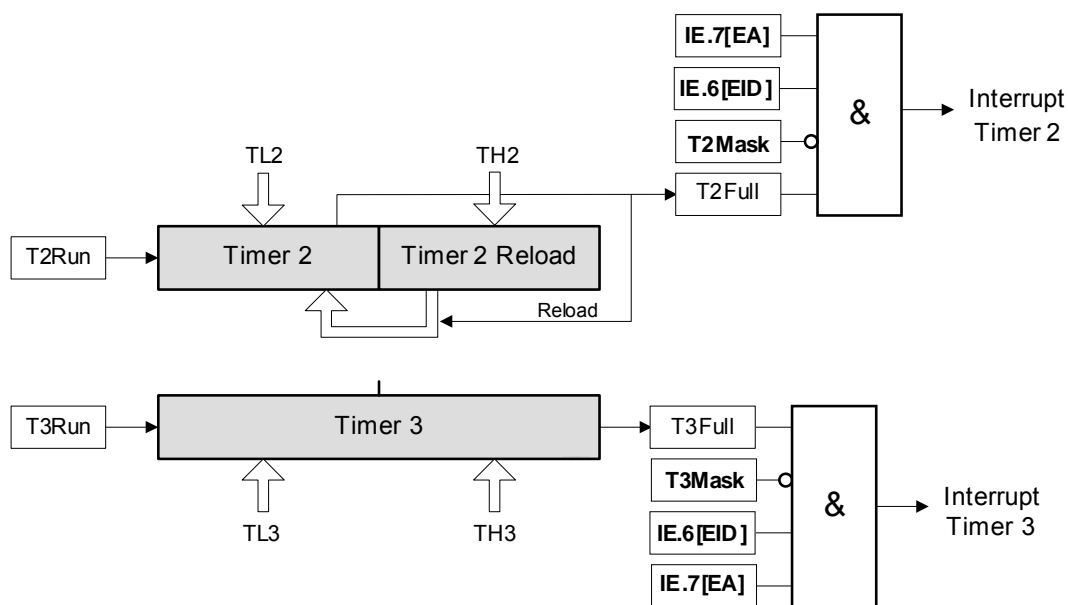 IE.7[EA]
IE.6[EID]
T2Mask
T2Full
&
Interrupt
Timer 2
TL2
TH2
T2Run
Timer 2
Timer 2 Reload
Reload
T3Run
Timer 3
T3Full
T3Mask
IE.6[EID]
IE.7[EA]
&
Interrupt
Timer 3
TL3
TH3